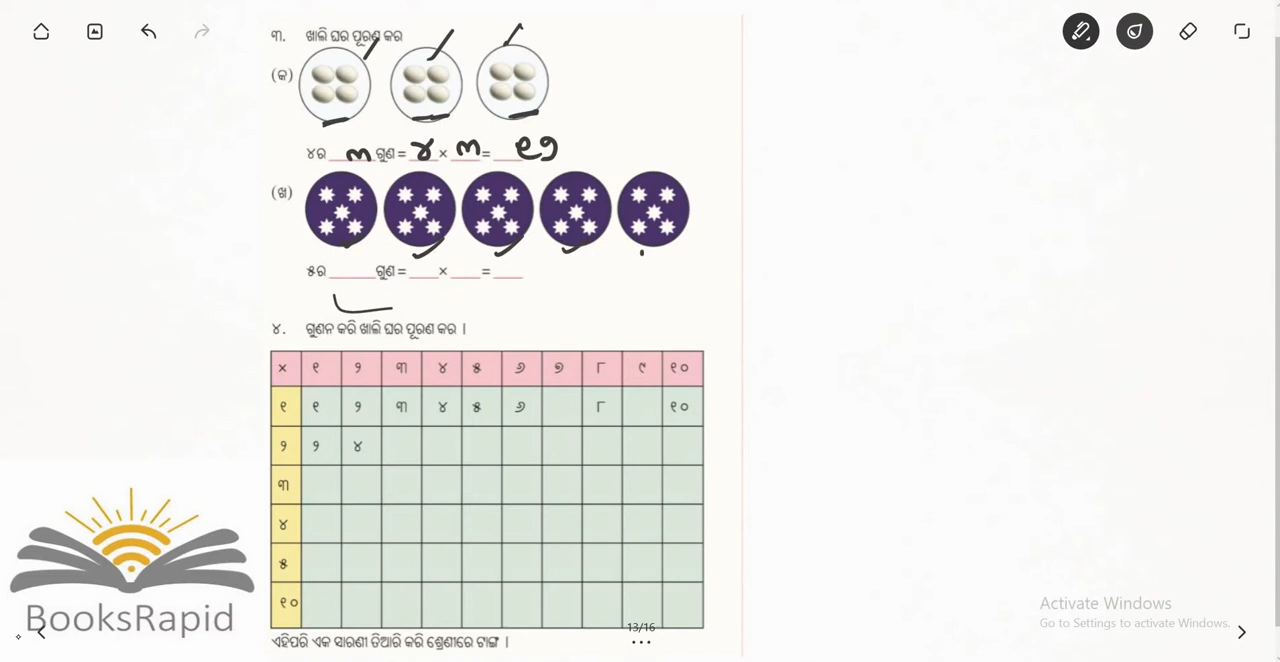 ୩. ଖାଲି ଘର ପୂରଣ କର
(କ)
୪ର ୩ ଗୁଣ = ୪ × ୩ = ୧୨
(ଖ)
୫ର ______ ଗୁଣ = ____ × ____ = ____
୪. ଗୁଣନ କରି ଖାଲି ଘର ପୂରଣ କର ।
× ୧ ୨ ୩ ୪ ୫ ୬ ୭ ୮ ୯ ୧୦
୧ ୧ ୨ ୩ ୪ ୫ ୬ ୮ ୧୦
୨ ୨ ୪
୩
୪
୫
୧୦
ଏହିପରି ଏକ ସାରଣୀ ତିଆରି କରି ଶ୍ରେଣୀରେ ଟାଙ୍ଗ ।
BooksRapid
13/16
Activate Windows
Go to Settings to activate Windows.